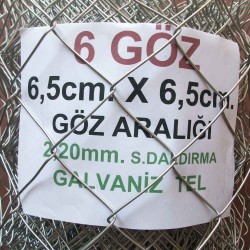 6 GÖZ
6,5cm. X 6,5cm.
GÖZ ARALIĞI
2,20mm. S.DALDIRMA
GALVANİZ TEL